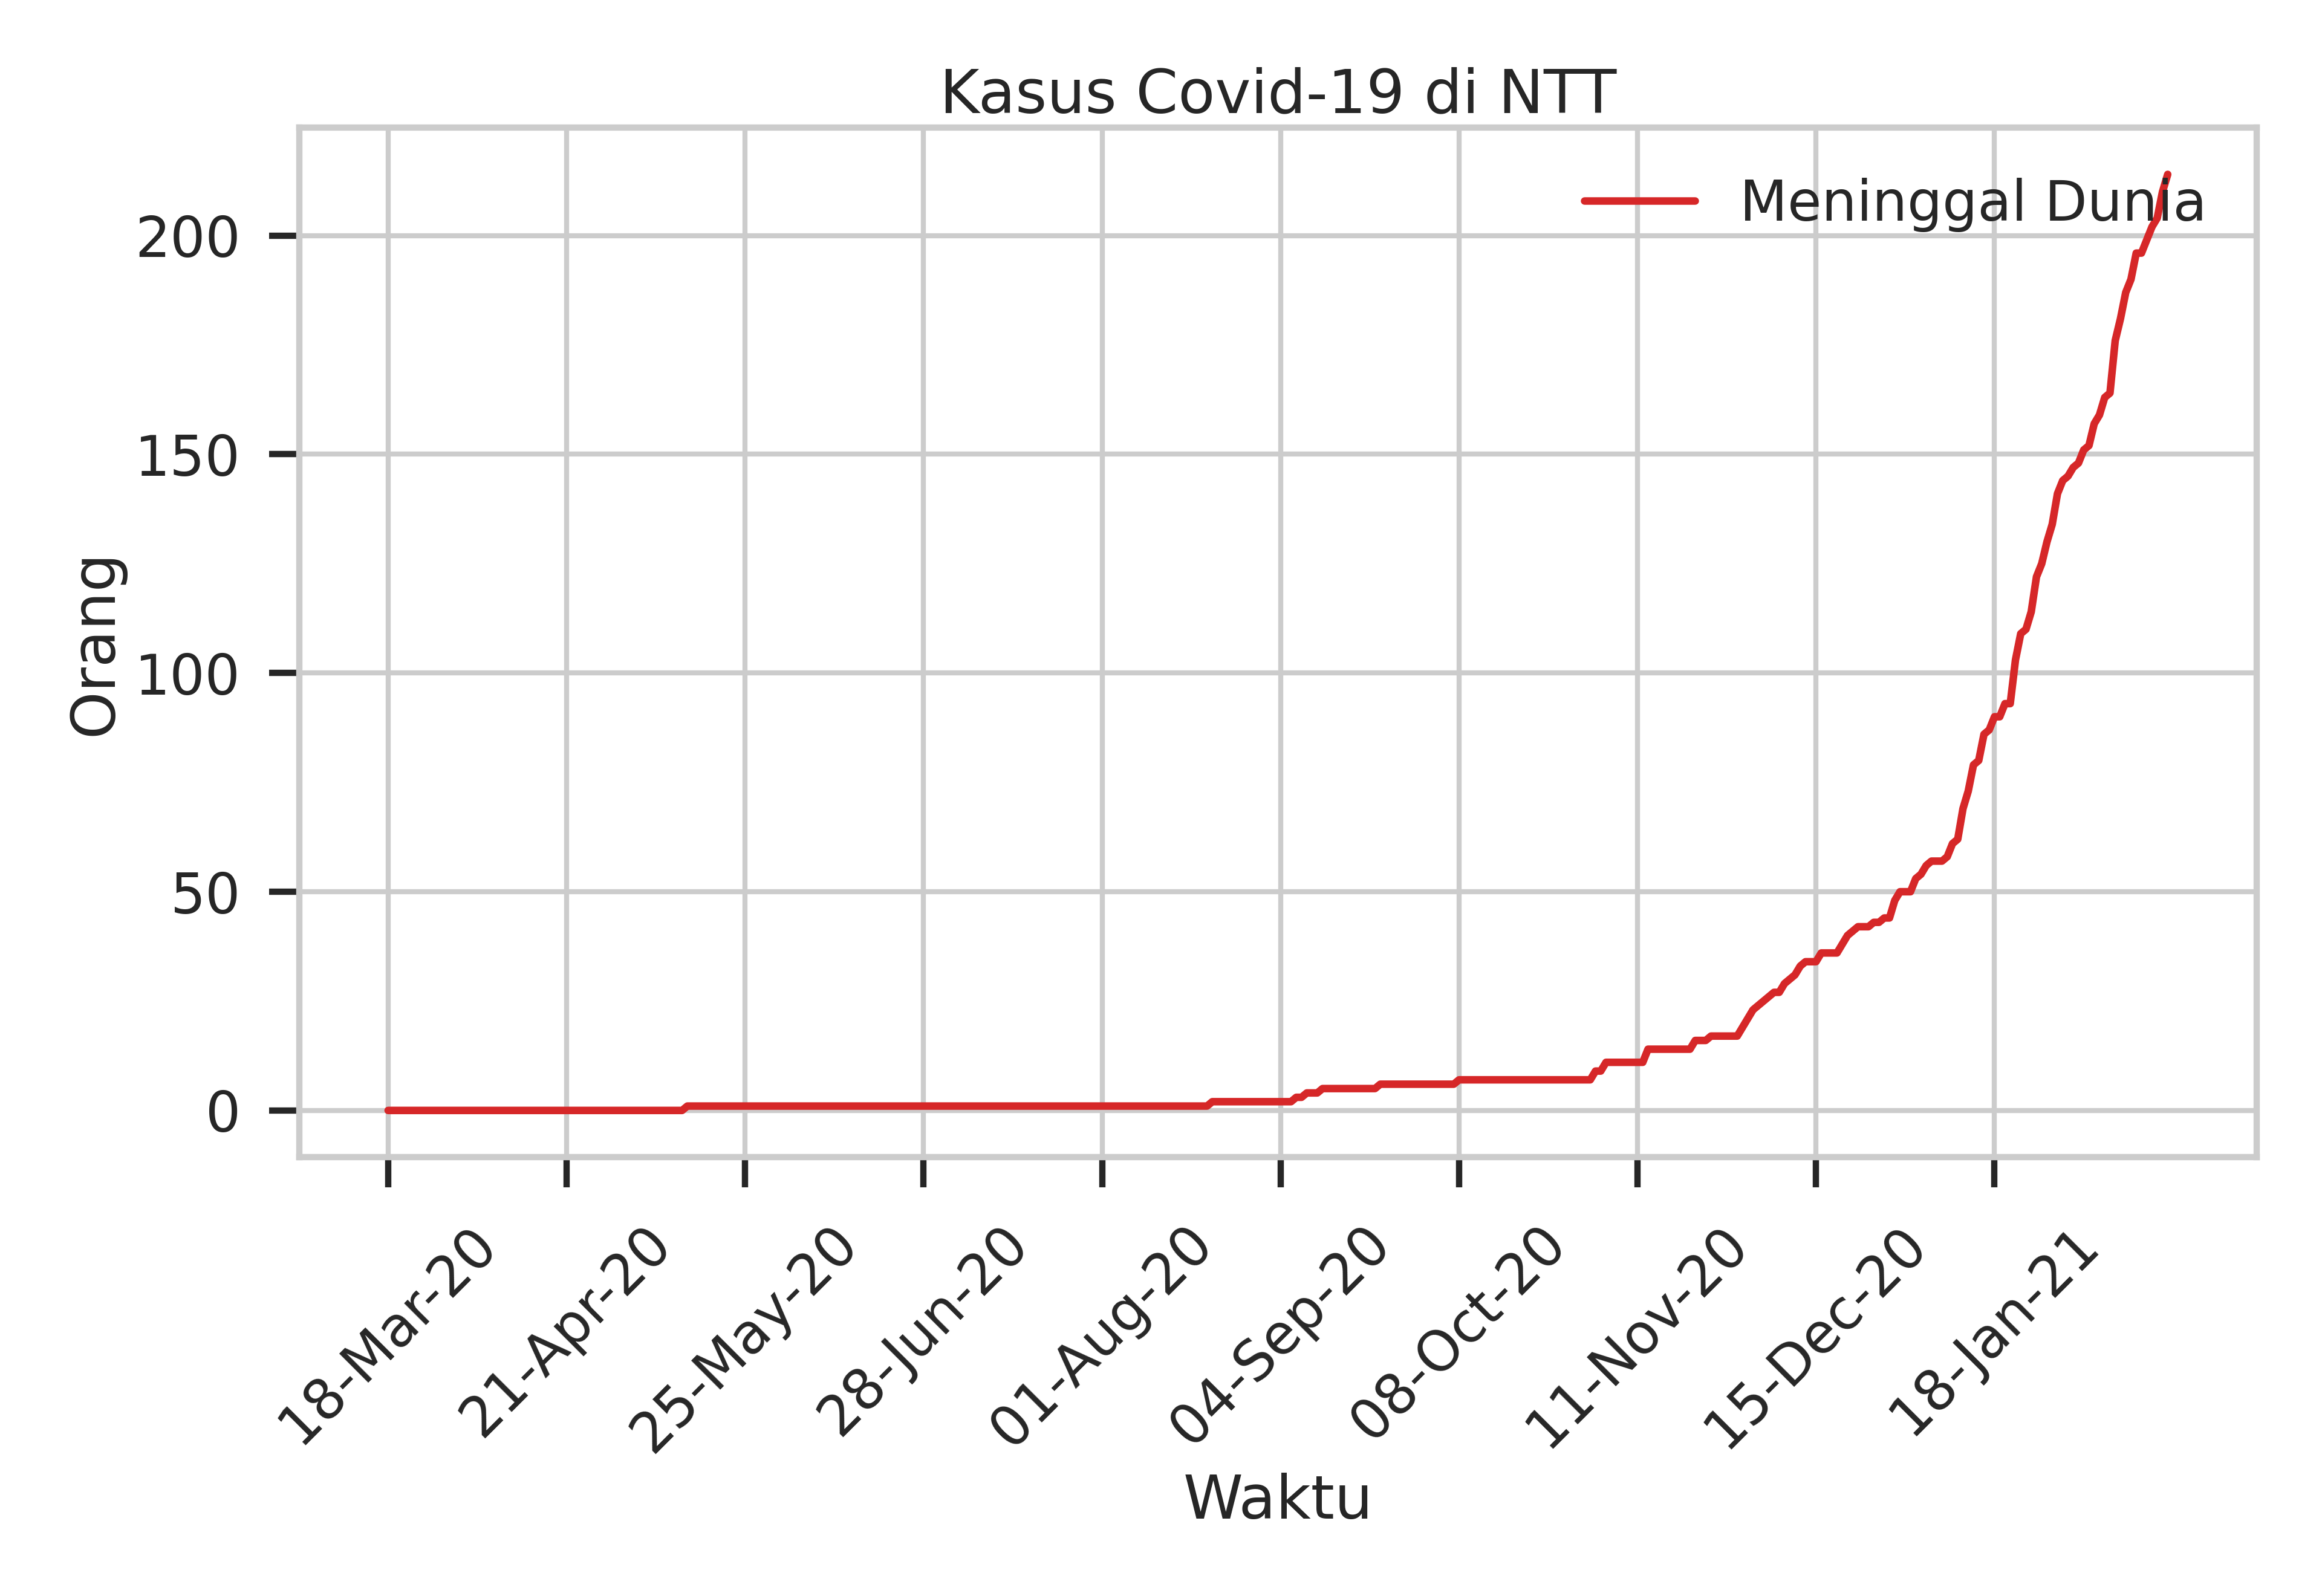 Kasus Covid-19 di NTT
Meninggal Dunia
200
150
100
50
0
Orang
18-Mar-20
21-Apr-20
25-May-20
28-Jun-20
01-Aug-20
04-Sep-20
08-Oct-20
11-Nov-20
15-Dec-20
18-Jan-21
Waktu